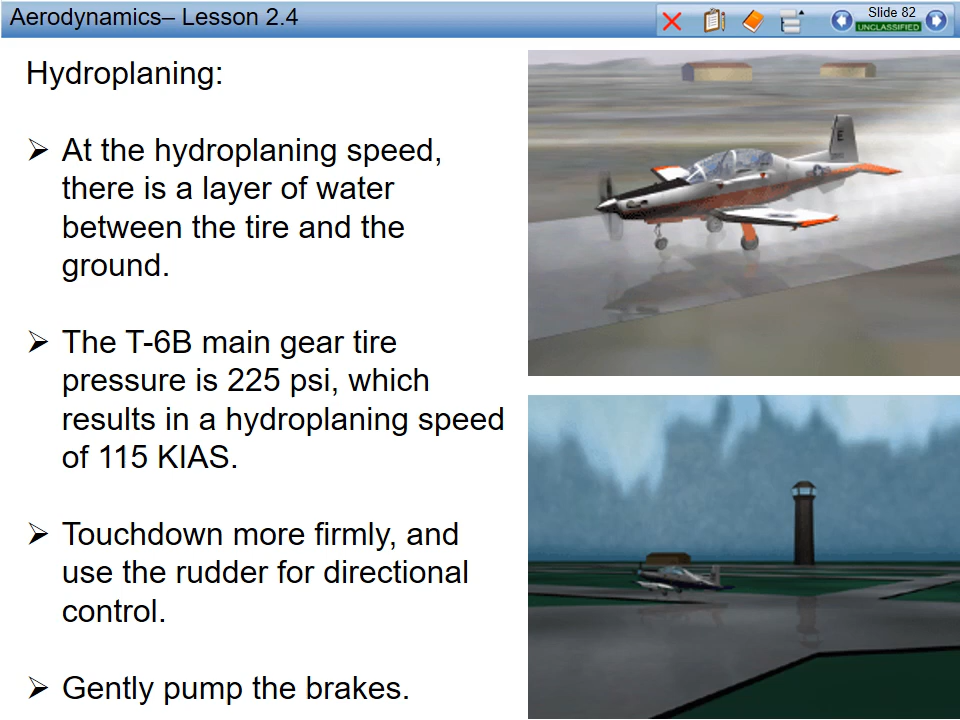 Aerodynamics– Lesson 2.4
Slide 82
UNCLASSIFIED
Hydroplaning:
➢ At the hydroplaning speed,
there is a layer of water
between the tire and the
ground.
➢ The T-6B main gear tire
pressure is 225 psi, which
results in a hydroplaning speed
of 115 KIAS.
➢ Touchdown more firmly, and
use the rudder for directional
control.
➢ Gently pump the brakes.
E